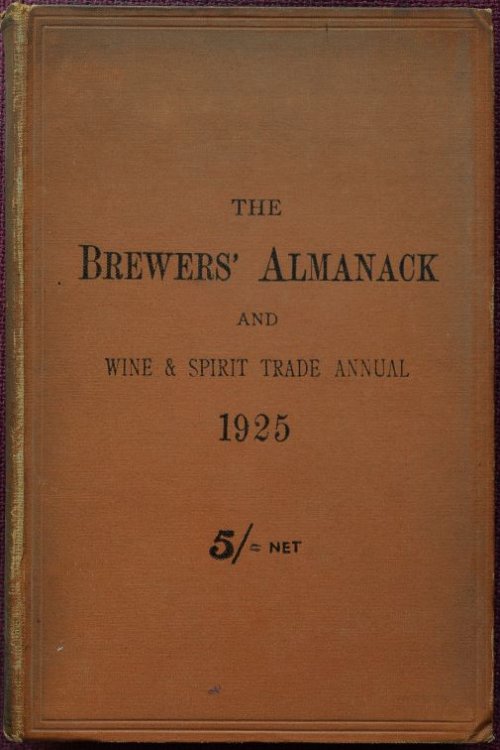 THE
BREWERS' ALMANACK
AND
WINE & SPIRIT TRADE ANNUAL
1925
5/= NET